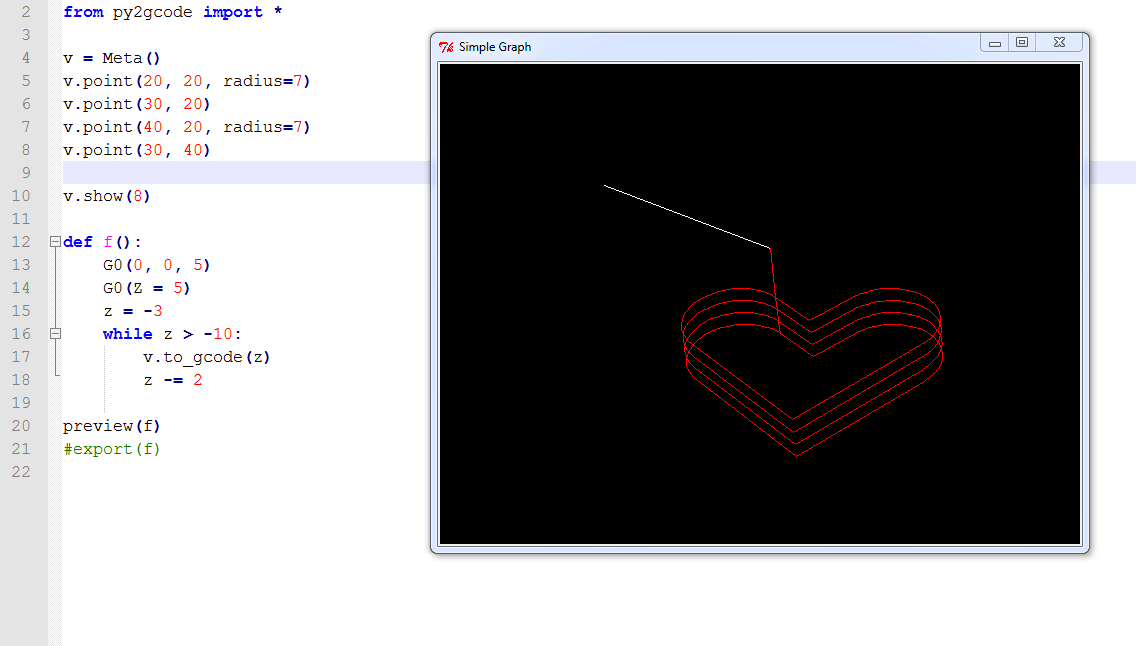 2 from py2gcode import *
3
4 v = Meta()
5 v.point(20, 20, radius=7)
6 v.point(30, 20)
7 v.point(40, 20, radius=7)
8 v.point(30, 40)
9
10 v.show(8)
11
12 def f():
13 G0(0, 0, 5)
14 G0(Z = 5)
15 z = -3
16 while z > -10:
17 v.to_gcode(z)
18 z -= 2
19
20 preview(f)
21 #export(f)
22
Simple Graph